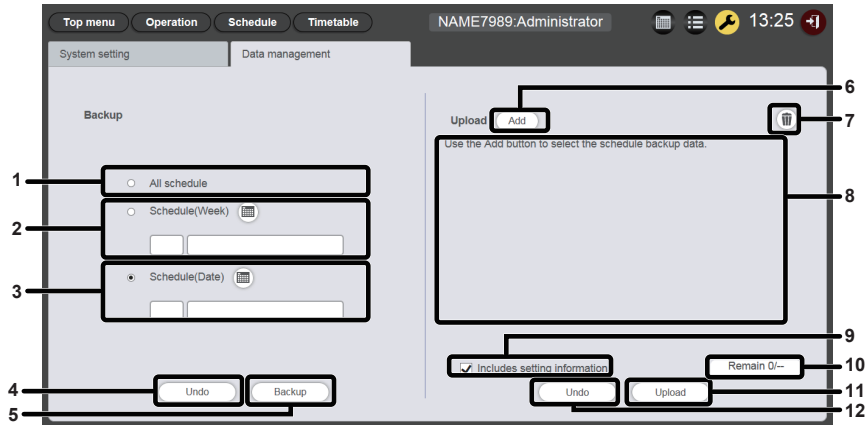 Top menu Operation Schedule Timetable NAME7989:Administrator 13:25
System setting Data management
6
Backup
Upload Add
7
Use the Add button to select the schedule backup data.
1
All schedule
8
2
Schedule(Week)
3
Schedule(Date)
9
Includes setting information
Remain 0/--
10
4
Undo Backup
Undo Upload
11
5
12